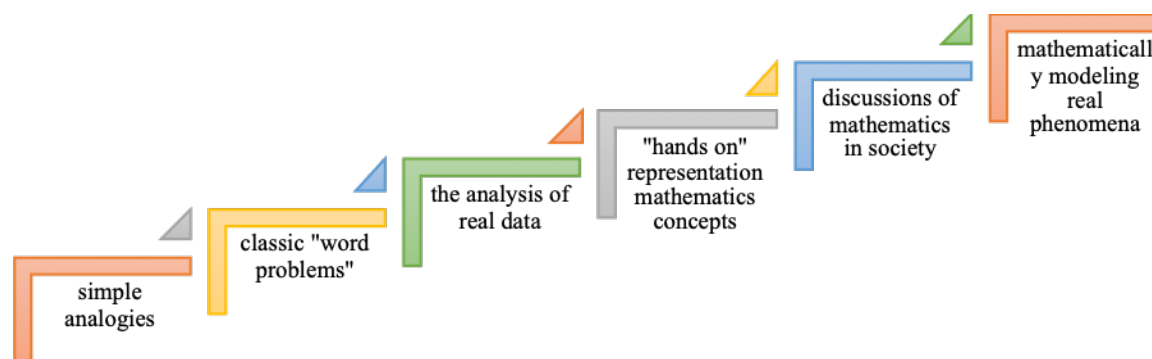 simple
analogies
classic "word
problems"
the analysis of
real data
"hands on"
representation
mathematics
concepts
discussions of
mathematics
in society
mathematicall
y modeling
real
phenomena